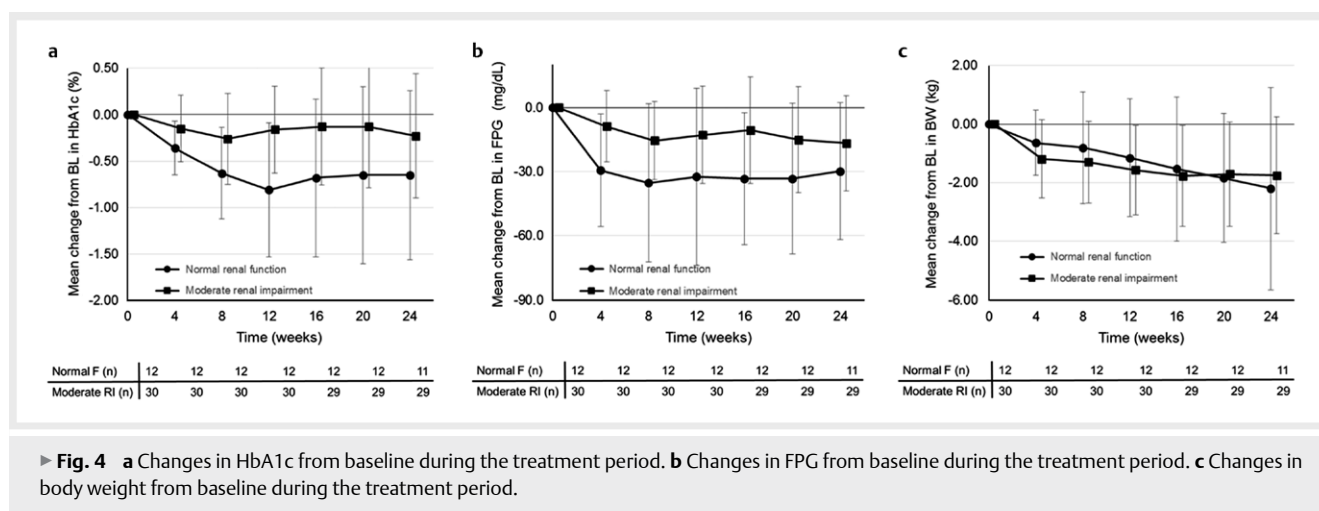 a
Mean change from BL in HbA1c (%)
0.50
0.00
-0.50
-1.00
-1.50
-2.00
Normal renal function
Moderate renal impairment
0 4 8 12 16 20 24
Time (weeks)
Normal F (n) 12 12 12 12 12 12 11
Moderate RI (n) 30 30 30 30 29 29 29
b
Mean change from BL in FPG (mg/dL)
0.0
-30.0
-60.0
-90.0
Normal renal function
Moderate renal impairment
0 4 8 12 16 20 24
Time (weeks)
Normal F (n) 12 12 12 12 12 12 11
Moderate RI (n) 30 30 30 30 29 29 29
c
Mean change from BL in BW (kg)
2.00
0.00
-2.00
-4.00
-6.00
Normal renal function
Moderate renal impairment
0 4 8 12 16 20 24
Time (weeks)
Normal F (n) 12 12 12 12 12 12 11
Moderate RI (n) 30 30 30 30 29 29 29
▶ Fig. 4 a Changes in HbA1c from baseline during the treatment period. b Changes in FPG from baseline during the treatment period. c Changes in
body weight from baseline during the treatment period.